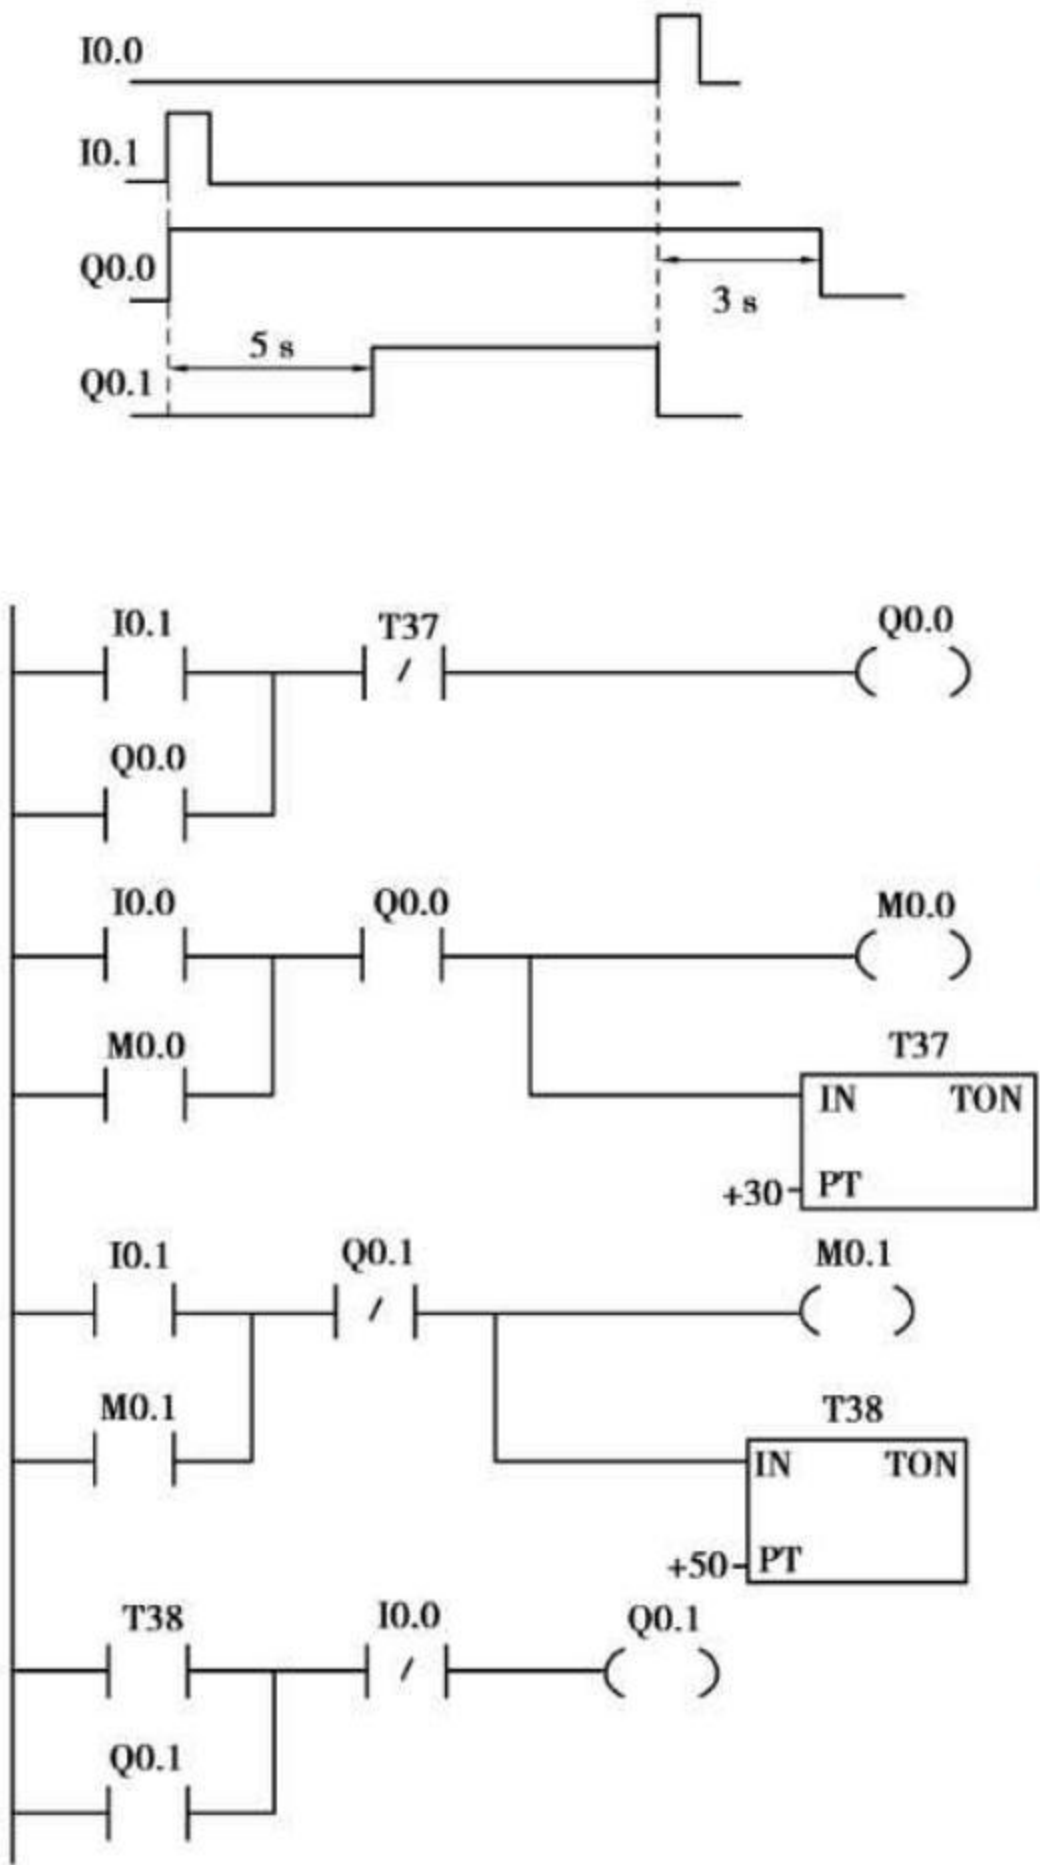 I0.0
I0.1
Q0.0
3 s
5 s
Q0.1
I0.1 T37 Q0.0
Q0.0
I0.0 Q0.0 M0.0
M0.0 T37
IN TON
+30 PT
I0.1 Q0.1 M0.1
M0.1 T38
IN TON
+50 PT
T38 I0.0 Q0.1
Q0.1